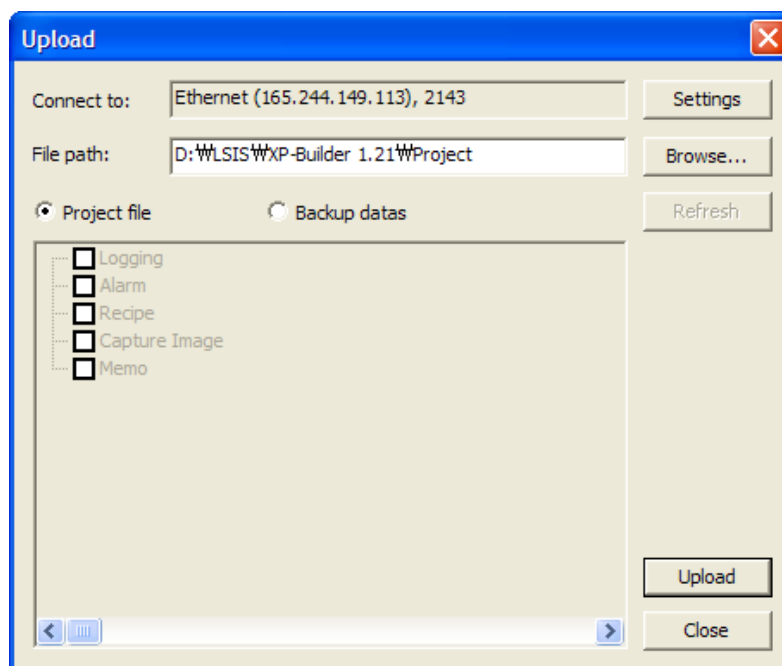 Upload
Connect to: Ethernet (165.244.149.113), 2143 Settings
File path: D:₩LSIS₩XP-Builder 1.21₩Project Browse...
Project file Backup datas Refresh
Logging
Alarm
Recipe
Capture Image
Memo
Upload
Close